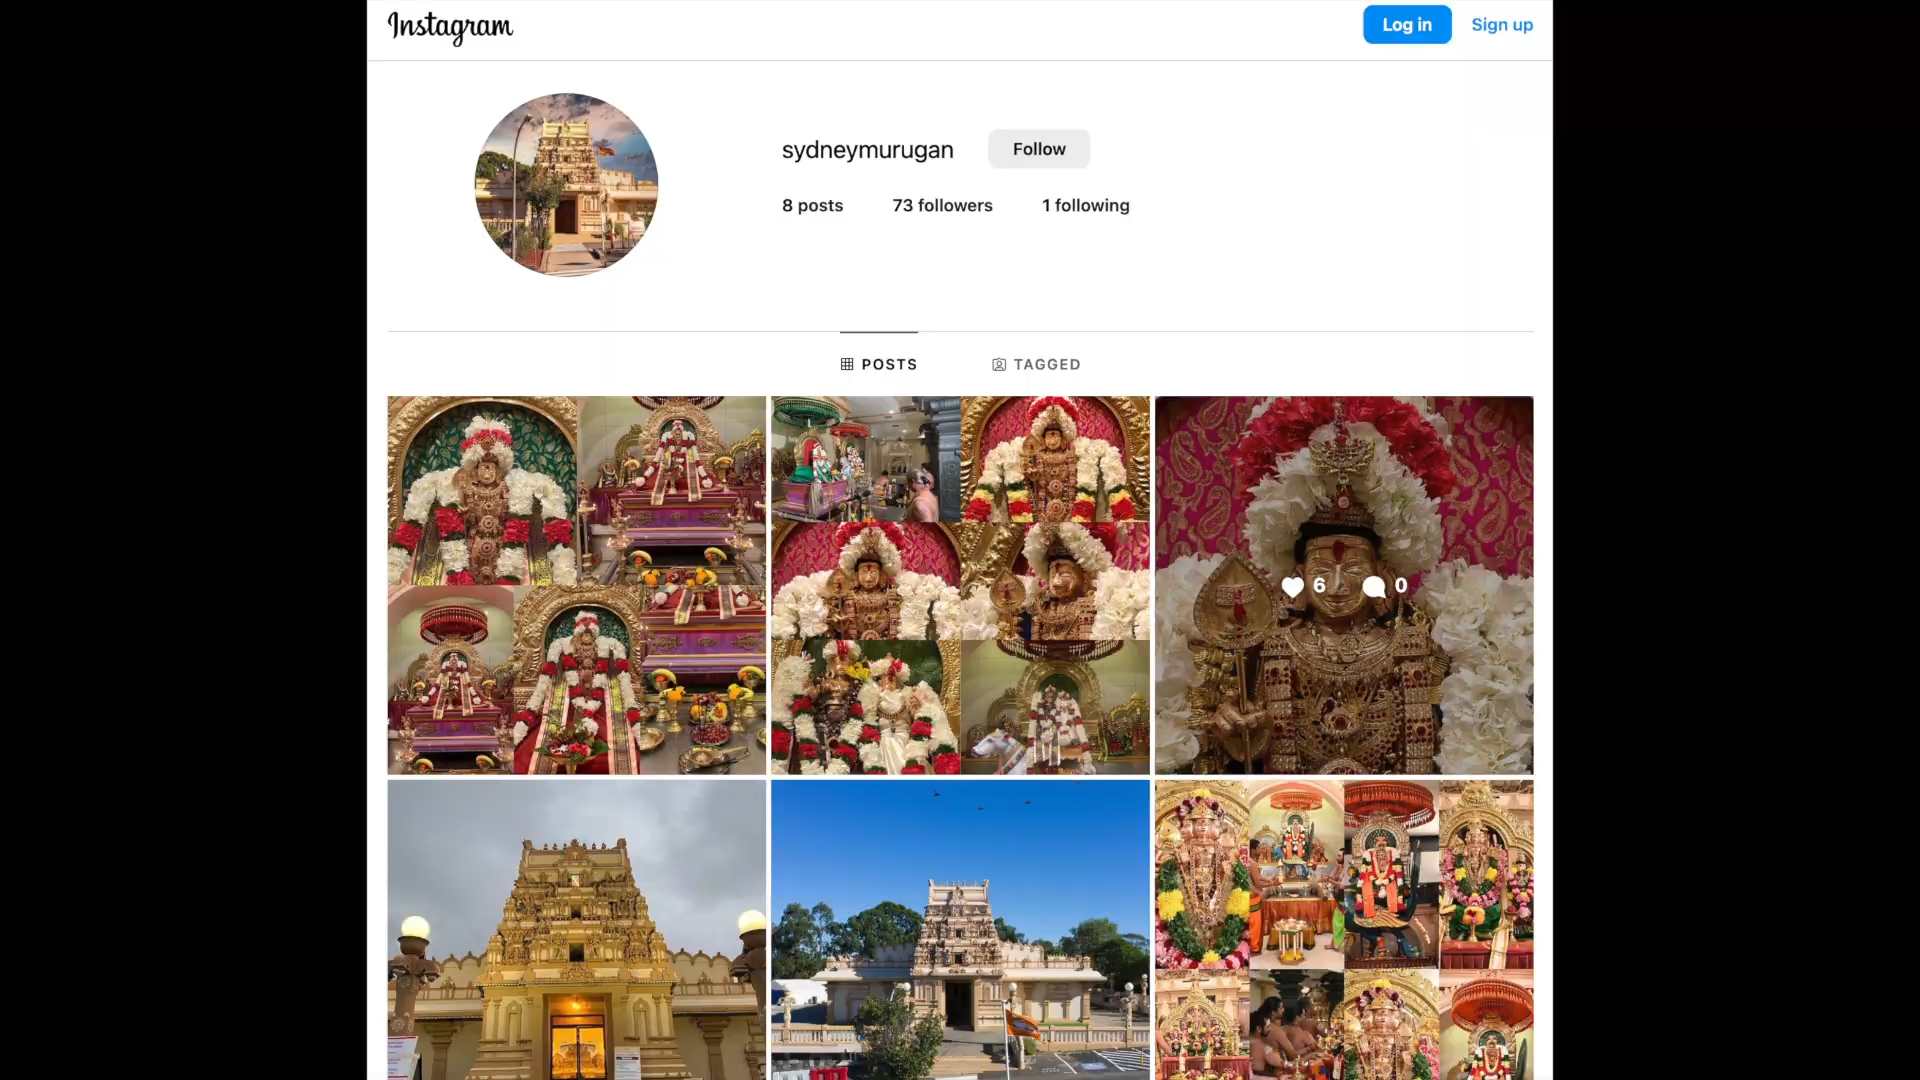 Instagram
Log in
Sign up
sydneymurugan
Follow
8 posts
73 followers
1 following
POSTS
TAGGED
6
0